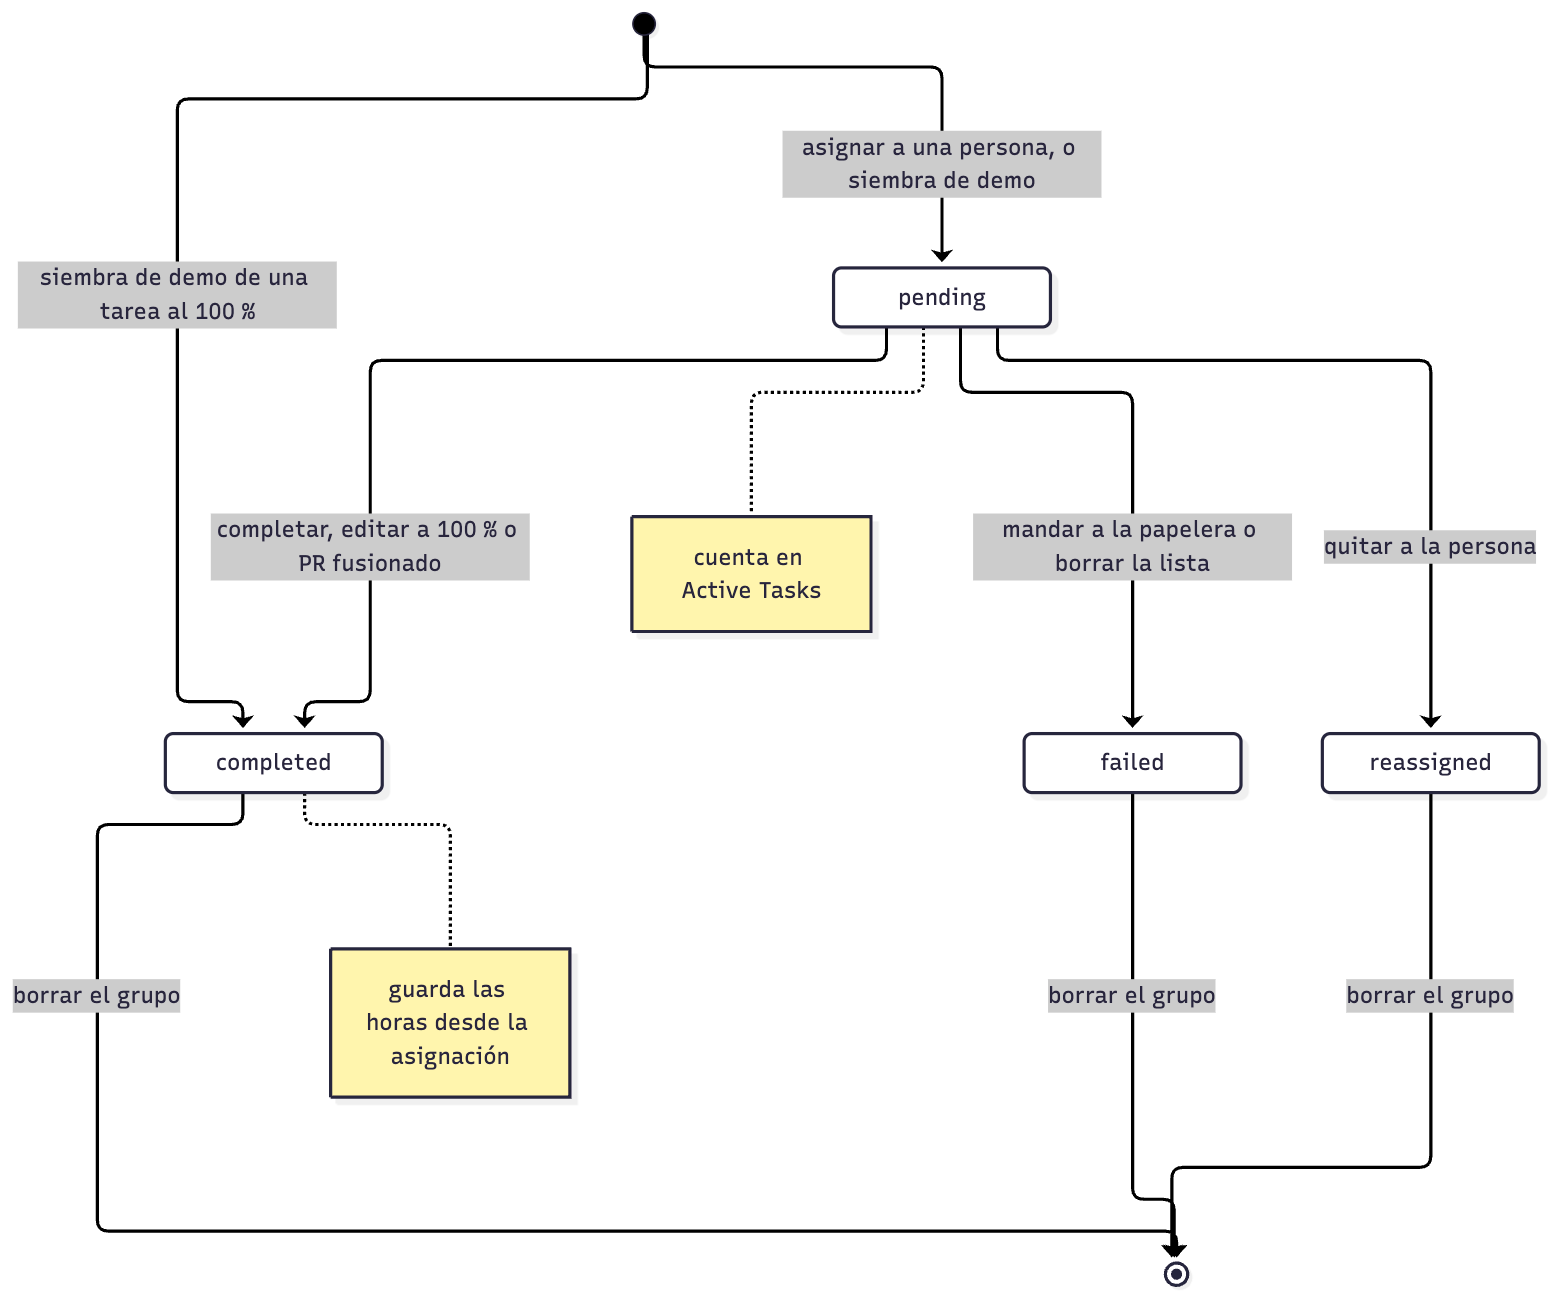 asignar a una persona, o
siembra de demo
siembra de demo de una
tarea al 100 %
pending
completar, editar a 100 % o
PR fusionado
cuenta en
Active Tasks
mandar a la papelera o
borrar la lista
quitar a la persona
completed
failed
reassigned
borrar el grupo
guarda las
horas desde la
asignación
borrar el grupo
borrar el grupo